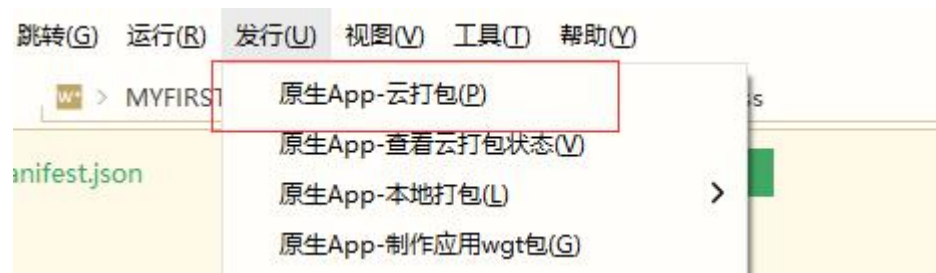 跳转(G) 运行(R) 发行(U) 视图(V) 工具(T) 帮助(Y)
W+ > MYFIRST
原生App-云打包(P)
ss
原生App-查看云打包状态(V)
anifest.json
原生App-本地打包(L) >
原生App-制作应用wgt包(G)